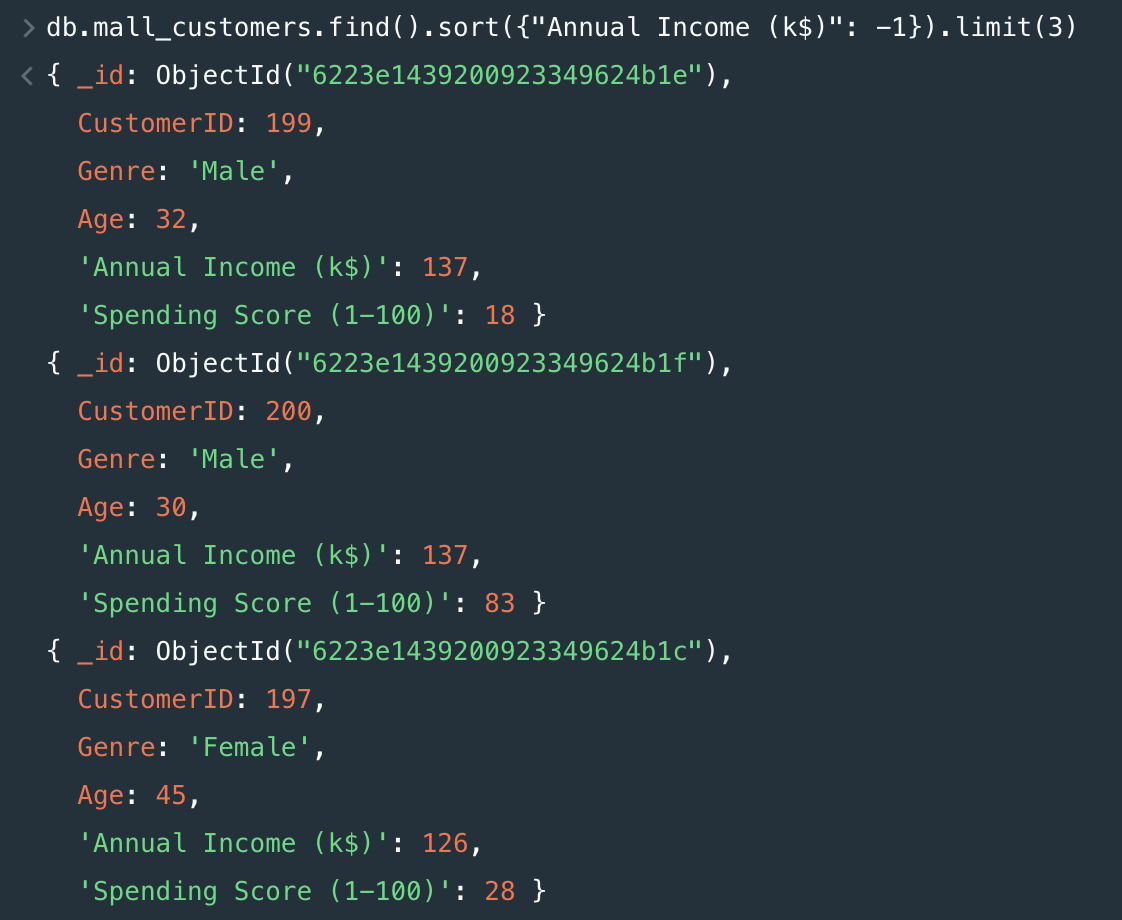 > db.mall_customers.find().sort({"Annual Income (k$)": -1}).limit(3)
< { _id: ObjectId("6223e1439200923349624b1e"),
CustomerID: 199,
Genre: 'Male',
Age: 32,
'Annual Income (k$)': 137,
'Spending Score (1-100)': 18 }
{ _id: ObjectId("6223e1439200923349624b1f"),
CustomerID: 200,
Genre: 'Male',
Age: 30,
'Annual Income (k$)': 137,
'Spending Score (1-100)': 83 }
{ _id: ObjectId("6223e1439200923349624b1c"),
CustomerID: 197,
Genre: 'Female',
Age: 45,
'Annual Income (k$)': 126,
'Spending Score (1-100)': 28 }